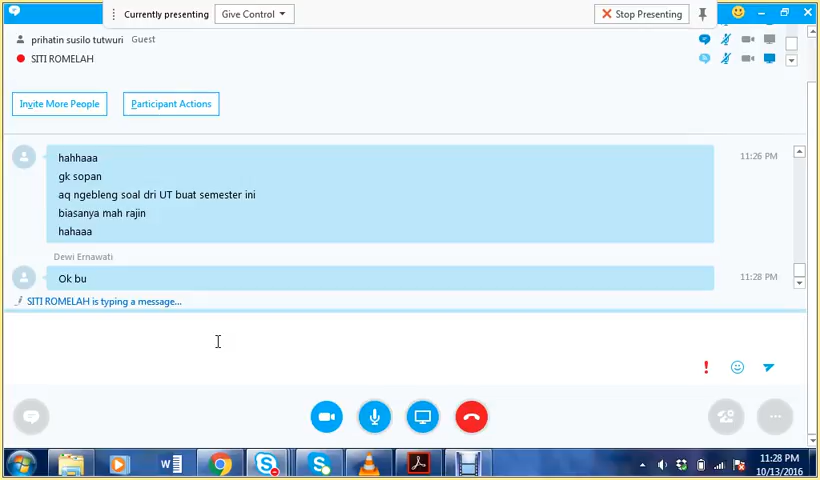 Currently presenting
Give Control
Stop Presenting
prihatin susilo tutwuri Guest
SITI ROMELAH
Invite More People
Participant Actions
hahhaaa 11:26 PM
gk sopan
aq ngebleng soal dri UT buat semester ini
biasanya mah rajin
hahaaa
Dewi Ernawati
Ok bu 11:28 PM
SITI ROMELAH is typing a message...
11:28 PM
10/13/2016